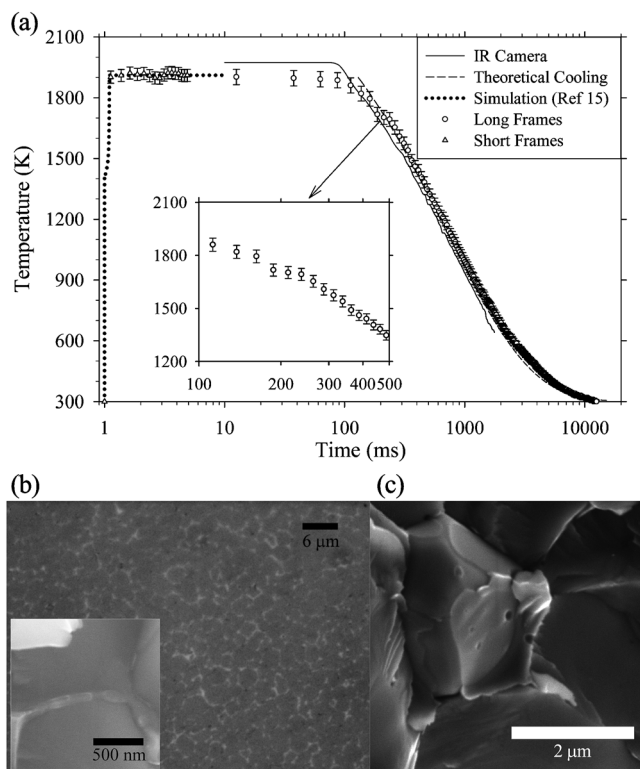 (a)
2100
1800
1500
1200
900
600
300
Temperature (K)
IR Camera
Theoretical Cooling
Simulation (Ref 15)
Long Frames
Short Frames
2100
1800
1500
1200
100
200
300
400
500
1
10
100
1000
10000
Time (ms)
(b)
6 μm
500 nm
(c)
2 μm